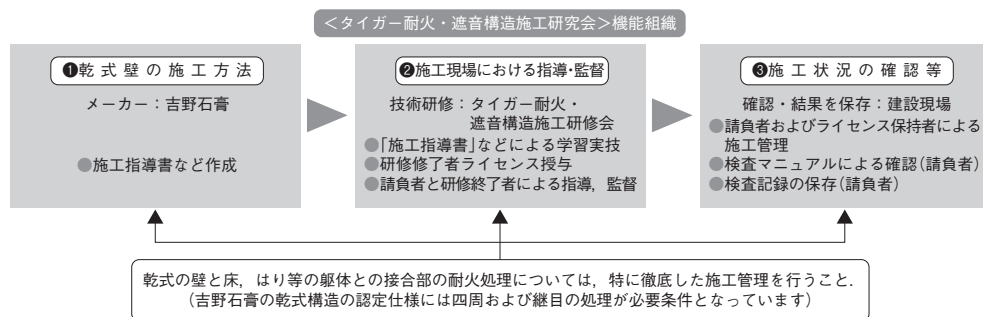 ＜タイガー耐火・遮音構造施工研究会＞機能組織
❶乾式壁の施工方法
メーカー：吉野石膏
●施工指導書など作成
❷施工現場における指導・監督
技術研修：タイガー耐火・
遮音構造施工研修会
●「施工指導書」などによる学習実技
●研修修了者ライセンス授与
●請負者と研修終了者による指導，監督
❸施工状況の確認等
確認・結果を保存：建設現場
●請負者およびライセンス保持者による
施工管理
●検査マニュアルによる確認（請負者）
●検査記録の保存（請負者）
乾式の壁と床，はり等の躯体との接合部の耐火処理については，特に徹底した施工管理を行うこと．
（吉野石膏の乾式構造の認定仕様には四周および継目の処理が必要条件となっています）